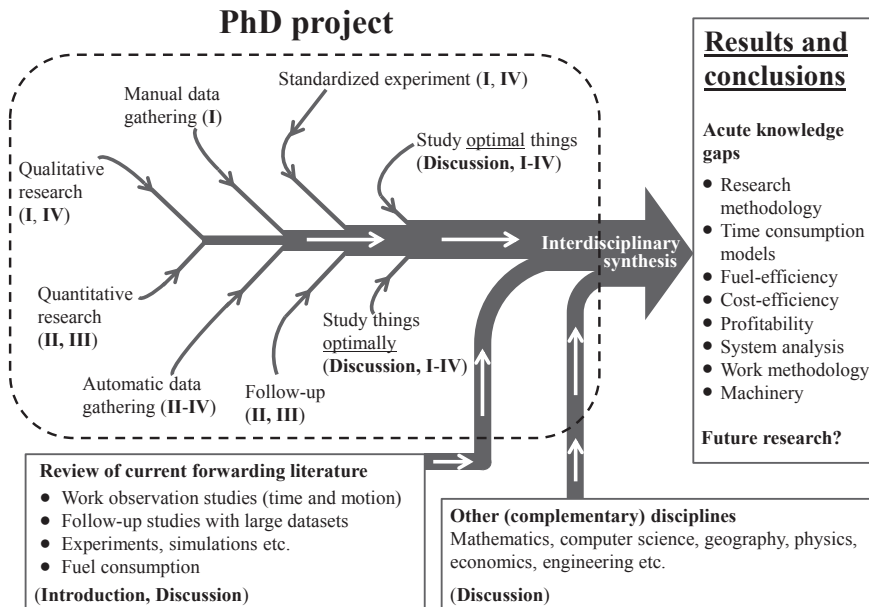 PhD project
Standardized experiment (I, IV)
Manual data
gathering (I)
Study optimal things
(Discussion, I-IV)
Qualitative
research
(I, IV)
Interdisciplinary
synthesis
Quantitative
research
(II, III)
Study things
optimally
(Discussion, I-IV)
Automatic data
gathering (II-IV)
Follow-up
(II, III)
Results and
conclusions
Acute knowledge
gaps
● Research
methodology
● Time consumption
models
● Fuel-efficiency
● Cost-efficiency
● Profitability
● System analysis
● Work methodology
● Machinery
Future research?
Review of current forwarding literature
● Work observation studies (time and motion)
● Follow-up studies with large datasets
● Experiments, simulations etc.
● Fuel consumption
(Introduction, Discussion)
Other (complementary) disciplines
Mathematics, computer science, geography, physics,
economics, engineering etc.
(Discussion)